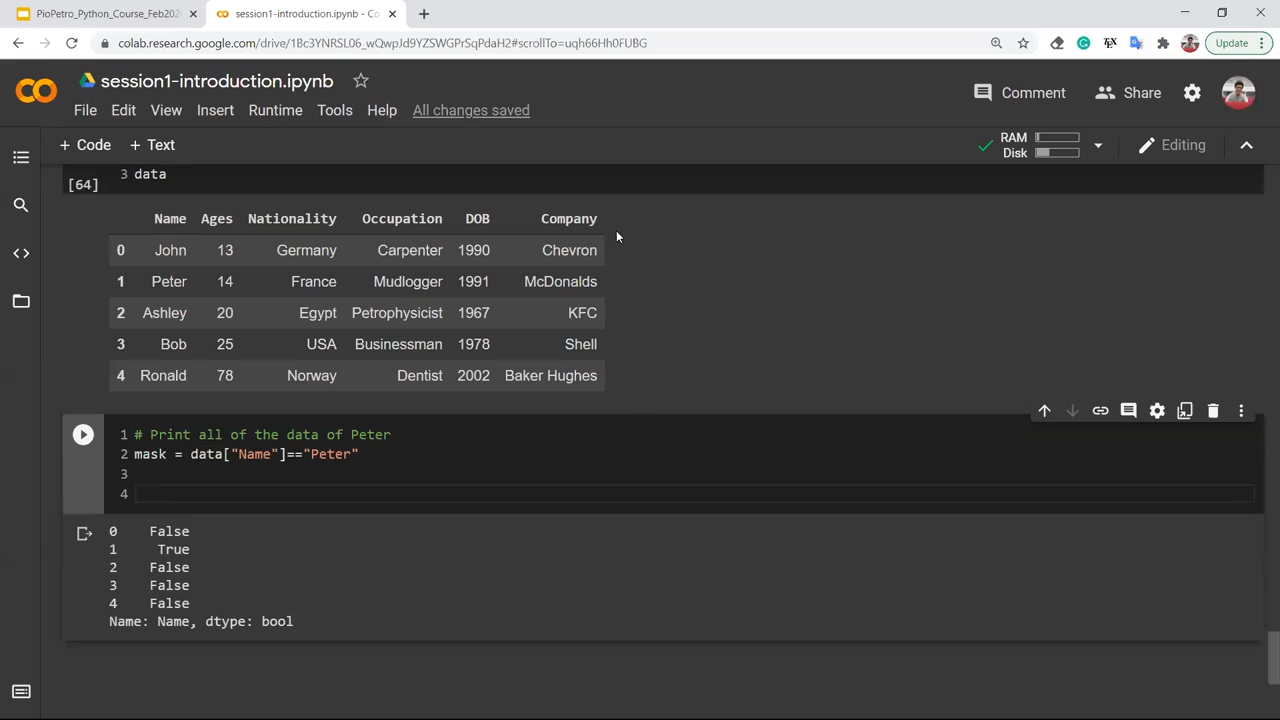 PioPetro_Python_Course_Feb202
session1-introduction.ipynb - Co
colab.research.google.com/drive/1Bc3YNRSL06_wQwpJd9YZSWGPrSqPdaH2#scrollTo=uqh66Hh0FUBG
Update
session1-introduction.ipynb
Comment
Share
File Edit View Insert Runtime Tools Help All changes saved
+ Code + Text
RAM
Disk
Editing
3 data
[64]
Name Ages Nationality Occupation DOB Company
0 John 13 Germany Carpenter 1990 Chevron
1 Peter 14 France Mudlogger 1991 McDonalds
2 Ashley 20 Egypt Petrophysicist 1967 KFC
3 Bob 25 USA Businessman 1978 Shell
4 Ronald 78 Norway Dentist 2002 Baker Hughes
1 # Print all of the data of Peter
2 mask = data["Name"]=="Peter"
3
4
0 False
1 True
2 False
3 False
4 False
Name: Name, dtype: bool